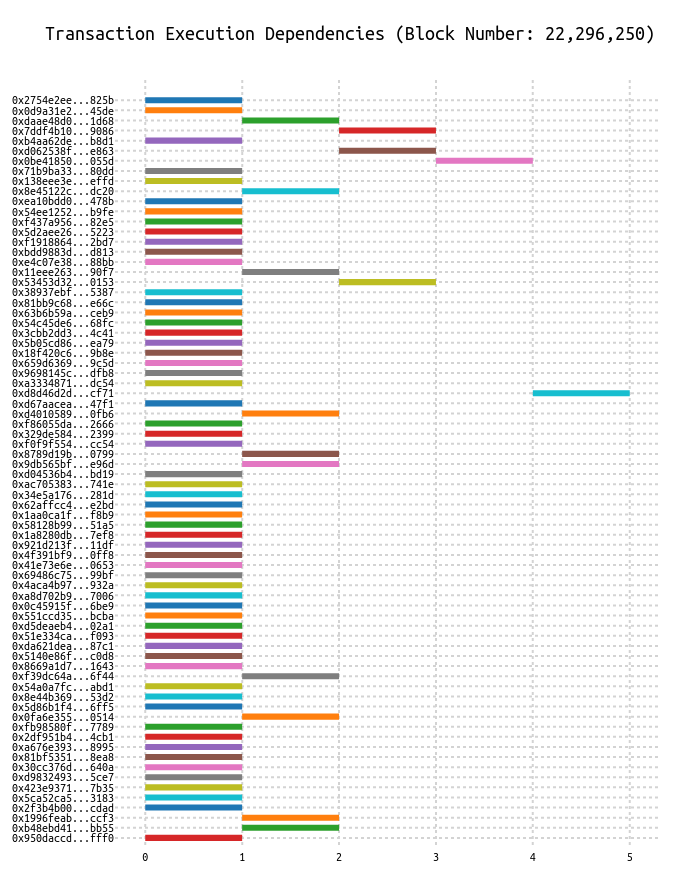 Transaction Execution Dependencies (Block Number: 22,296,250)
0x2754e2ee...825b
0x0d9a31e2...45de
0xdaae48d0...1d68
0x7ddf4b10...9086
0xb4aa62de...b8d1
0xd062538f...e863
0x0be41850...055d
0x71b9ba33...80dd
0x138eee3e...effd
0x8e45122c...dc20
0xea10bdd0...478b
0x54ee1252...b9fe
0xf437a956...82e5
0x5d2aee26...5223
0xf1918864...2bd7
0xbdd9883d...d813
0xe4c07e38...88bb
0x11eee263...90f7
0x53453d32...0153
0x38937ebf...5387
0x81bb9c68...e66c
0x63b6b59a...ceb9
0x54c45de6...68fc
0x3cbb2dd3...4c41
0x5b05cd86...ea79
0x18f420c6...9b8e
0x659d6369...9c5d
0x9698145c...dfb8
0xa3334871...dc54
0xd8d46d2d...cf71
0xd67aacea...47f1
0xd4010589...0fb6
0xf86055da...2666
0x329de584...2399
0xf0f9f554...cc54
0x8789d19b...0799
0x9db565bf...e96d
0xd04536b4...bd19
0xac705383...741e
0x34e5a176...281d
0x62affcc4...e2bd
0x1aa0ca1f...f8b9
0x58128b99...51a5
0x1a8280db...7ef8
0x921d213f...11df
0x4f391bf9...0ff8
0x41e73e6e...0653
0x69486c75...99bf
0x4aca4b97...932a
0xa8d702b9...7006
0x0c45915f...6be9
0x551ccd35...bcba
0xd5deaeb4...02a1
0x51e334ca...f093
0xda621dea...87c1
0x5140e86f...c0d8
0x8669a1d7...1643
0xf39dc64a...6f44
0x54a0a7fc...abd1
0x8e44b369...53d2
0x5d86b1f4...6ff5
0x0fa6e355...0514
0xfb98580f...7789
0x2df951b4...4cb1
0xa676e393...8995
0x81bf5351...8ea8
0x30cc376d...640a
0xd9832493...5ce7
0x423e9371...7b35
0x5ca52ca5...3183
0x2f3b4b00...cdad
0x1996feab...ccf3
0xb48ebd41...bb55
0x950daccd...fff0
0 1 2 3 4 5